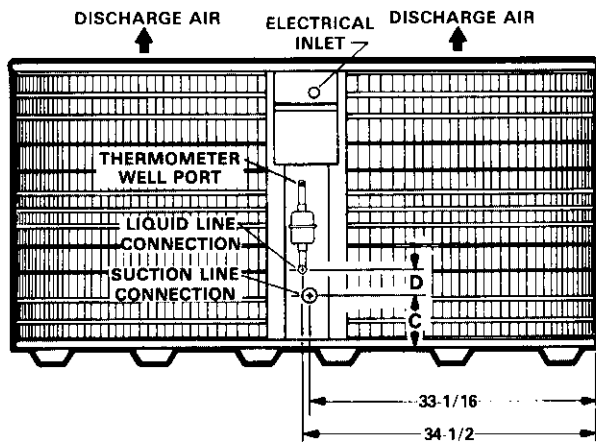 DISCHARGE AIR
ELECTRICAL
INLET
DISCHARGE AIR
THERMOMETER
WELL PORT
LIQUID LINE
CONNECTION
SUCTION LINE
CONNECTION
D
C
33-1/16
34-1/2